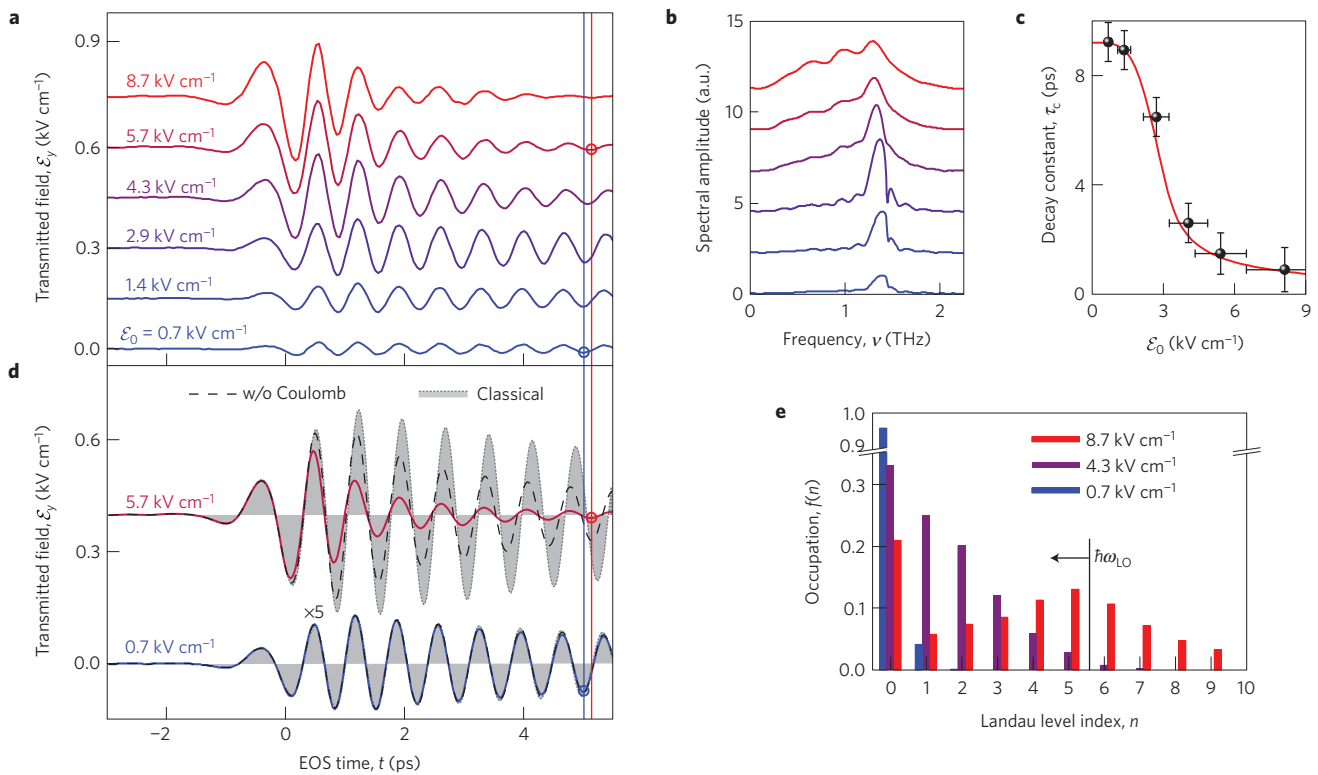 a
Transmitted field, ℰy (kV cm−1)
0.9
0.6
0.3
0.0
8.7 kV cm−1
5.7 kV cm−1
4.3 kV cm−1
2.9 kV cm−1
1.4 kV cm−1
ℰ0 = 0.7 kV cm−1
b
Spectral amplitude (a.u.)
15
10
5
0
0 1 2
Frequency, ν (THz)
c
Decay constant, τc (ps)
8
4
0
0 3 6 9
ℰ0 (kV cm−1)
d
Transmitted field, ℰy (kV cm−1)
w/o Coulomb Classical
0.6
0.3
0.0
5.7 kV cm−1
×5
0.7 kV cm−1
−2 0 2 4
EOS time, t (ps)
e
Occupation, f(n)
1.0
0.9
0.3
0.2
0.1
0.0
8.7 kV cm−1
4.3 kV cm−1
0.7 kV cm−1
ℏωLO
0 1 2 3 4 5 6 7 8 9 10
Landau level index, n